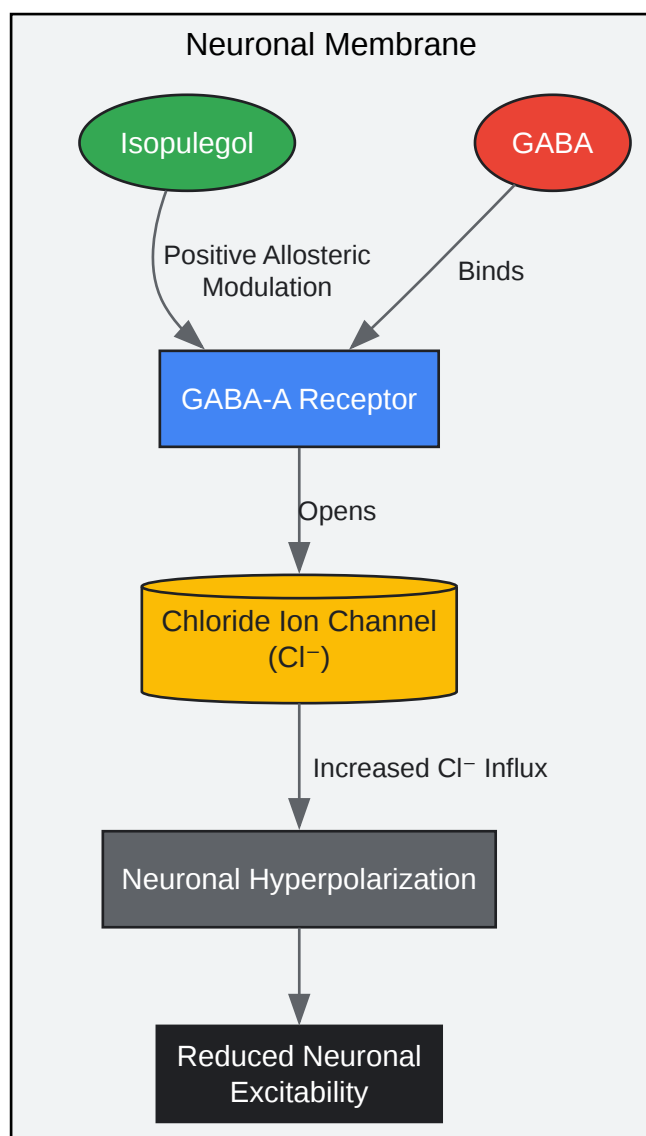 Neuronal Membrane
Isopulegol
GABA
Positive Allosteric
Modulation
Binds
GABA-A Receptor
Opens
Chloride Ion Channel
(Cl⁻)
Increased Cl⁻ Influx
Neuronal Hyperpolarization
Reduced Neuronal
Excitability